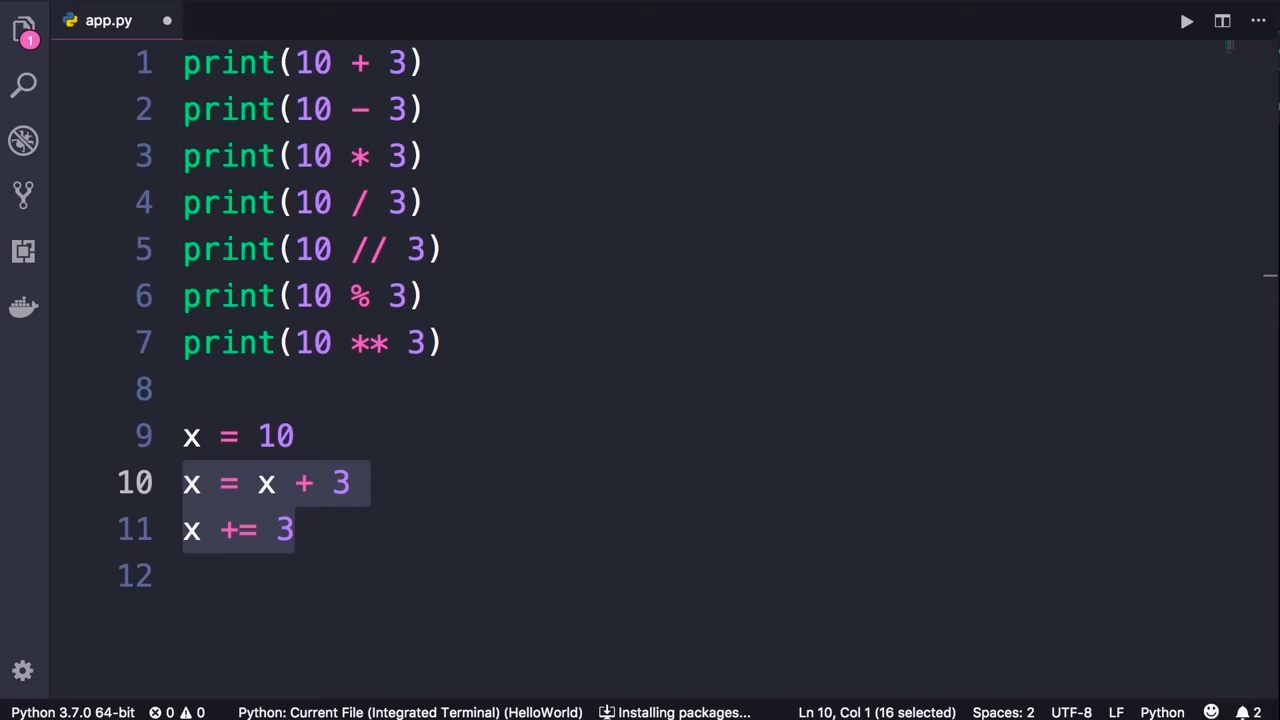 app.py
1
1 print(10 + 3)
2 print(10 - 3)
3 print(10 * 3)
4 print(10 / 3)
5 print(10 // 3)
6 print(10 % 3)
7 print(10 ** 3)
8
9 x = 10
10 x = x + 3
11 x += 3
12
Python 3.7.0 64-bit 0 0 Python: Current File (Integrated Terminal) (HelloWorld) Installing packages... Ln 10, Col 1 (16 selected) Spaces: 2 UTF-8 LF Python 2